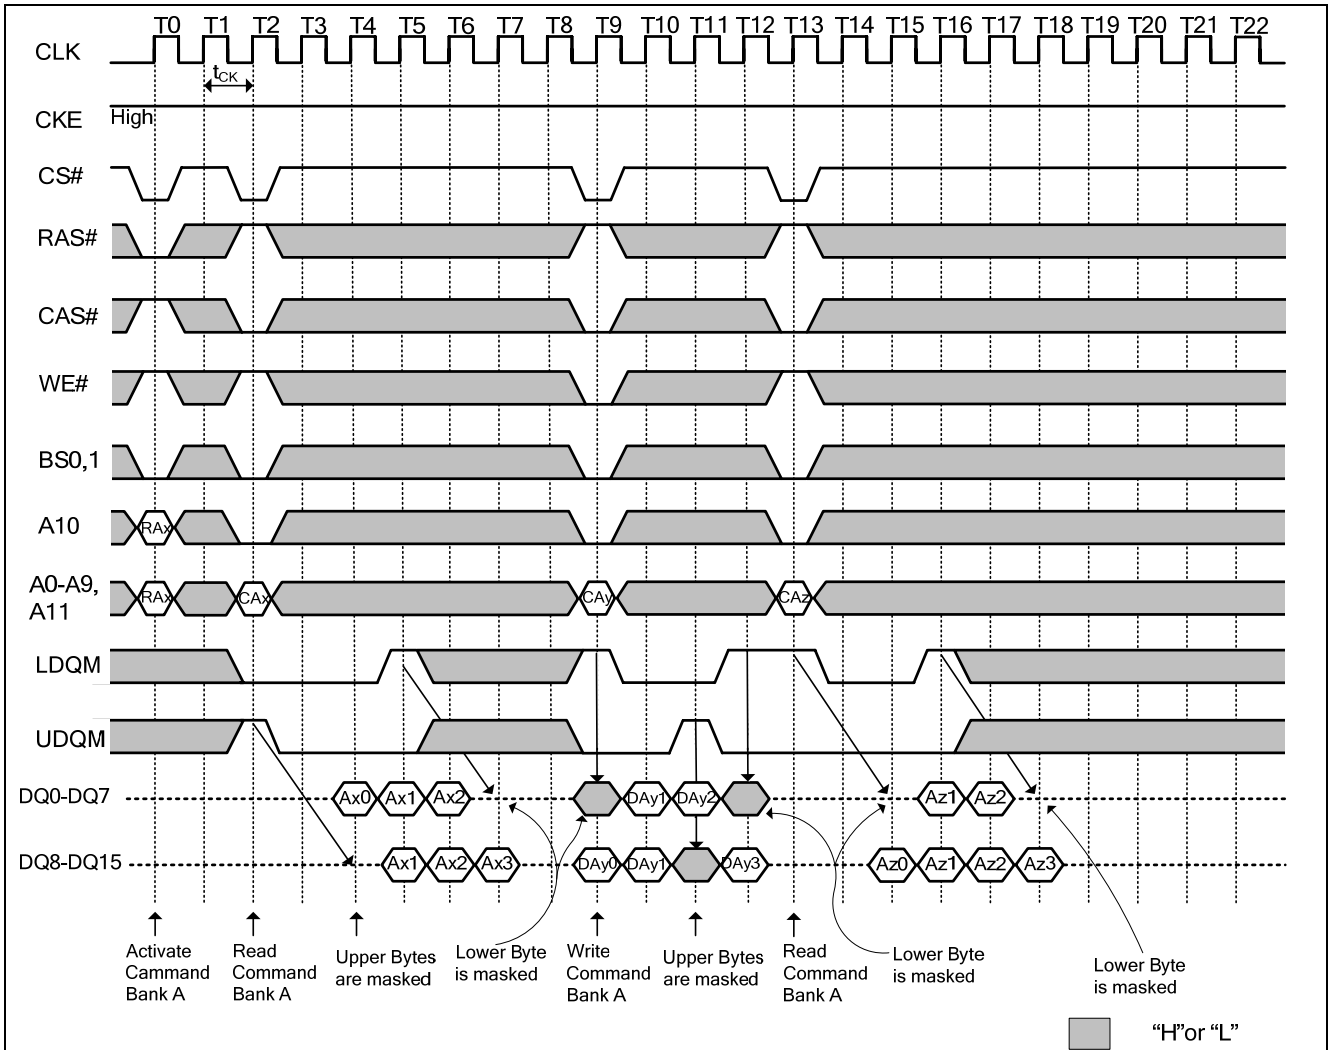 T0 T1 T2 T3 T4 T5 T6 T7 T8 T9 T10 T11 T12 T13 T14 T15 T16 T17 T18 T19 T20 T21 T22
CLK
tCK
CKE High
CS#
RAS#
CAS#
WE#
BS0,1
A10 RAx
A0-A9, A11 RAx CAx CAy CAz
LDQM
UDQM
DQ0-DQ7 Ax0 Ax1 Ax2 DAy1 DAy2 Az1 Az2
DQ8-DQ15 Ax1 Ax2 Ax3 DAy0 DAy1 DAy3 Az0 Az1 Az2 Az3
Activate
Cammand
Bank A
Read
Command
Bank A
Upper Bytes
are masked
Lower Byte
is masked
Write
Command
Bank A
Upper Bytes
are masked
Read
Command
Bank A
Lower Byte
is masked
Lower Byte
is masked
“H”or “L”